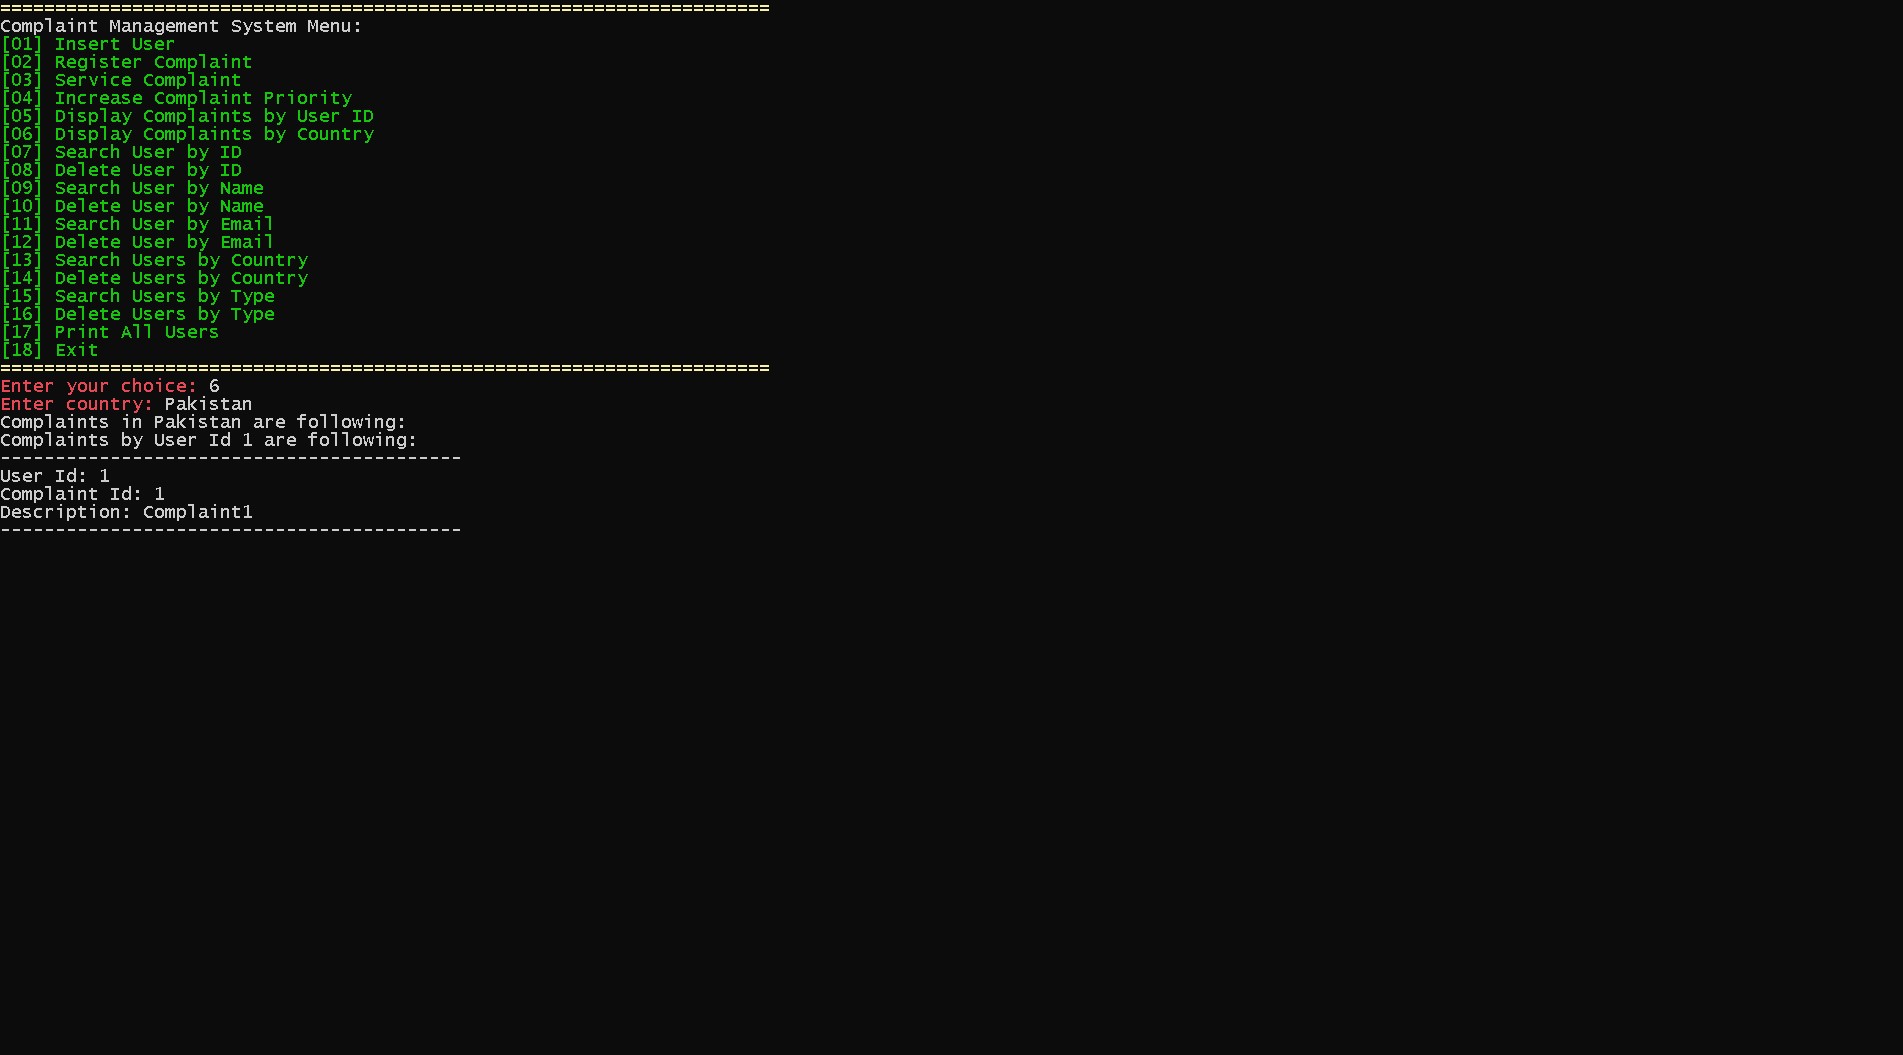 ======================================================================
Complaint Management System Menu:
[01] Insert User
[02] Register Complaint
[03] Service Complaint
[04] Increase Complaint Priority
[05] Display Complaints by User ID
[06] Display Complaints by Country
[07] Search User by ID
[08] Delete User by ID
[09] Search User by Name
[10] Delete User by Name
[11] Search User by Email
[12] Delete User by Email
[13] Search Users by Country
[14] Delete Users by Country
[15] Search Users by Type
[16] Delete Users by Type
[17] Print All Users
[18] Exit
======================================================================
Enter your choice: 6
Enter country: Pakistan
Complaints in Pakistan are following:
Complaints by User Id 1 are following:
------------------------------------------
User Id: 1
Complaint Id: 1
Description: Complaint1
------------------------------------------